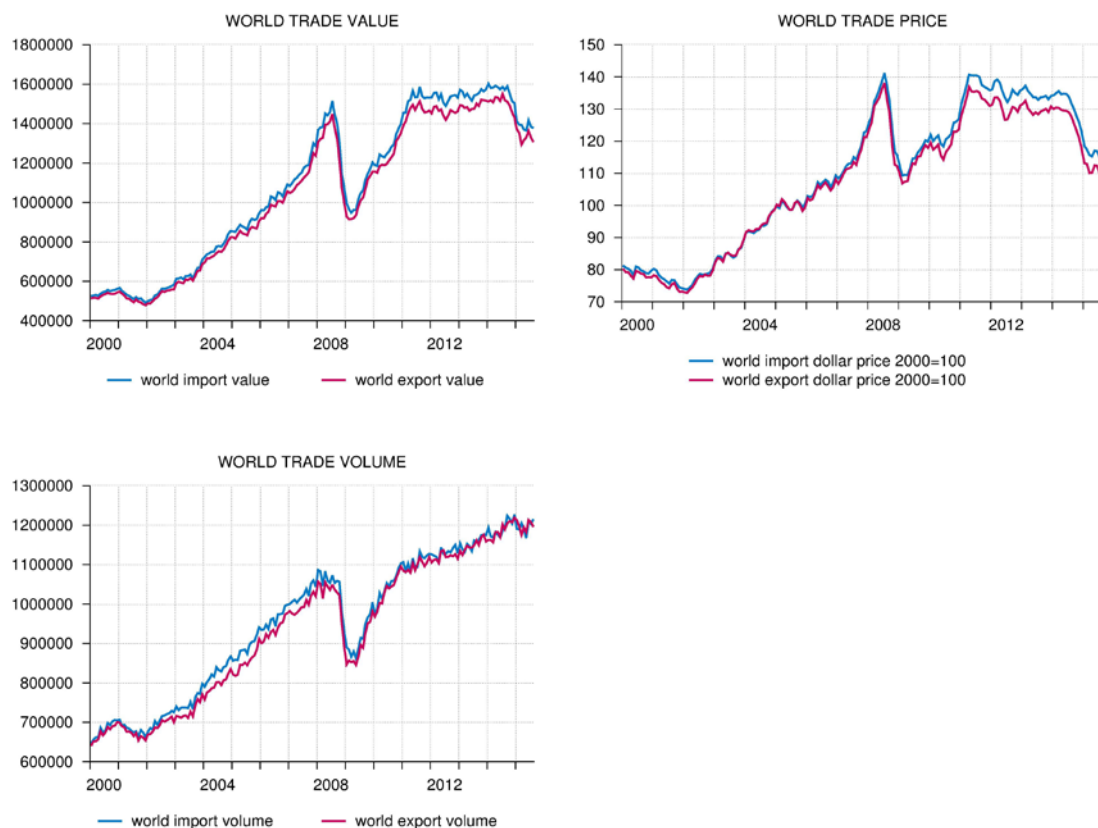 WORLD TRADE VALUE
1800000
1600000
1400000
1200000
1000000
800000
600000
400000
2000 2004 2008 2012
world import value world export value
WORLD TRADE PRICE
150
140
130
120
110
100
90
80
70
2000 2004 2008 2012
world import dollar price 2000=100
world export dollar price 2000=100
WORLD TRADE VOLUME
1300000
1200000
1100000
1000000
900000
800000
700000
600000
2000 2004 2008 2012
world import volume world export volume